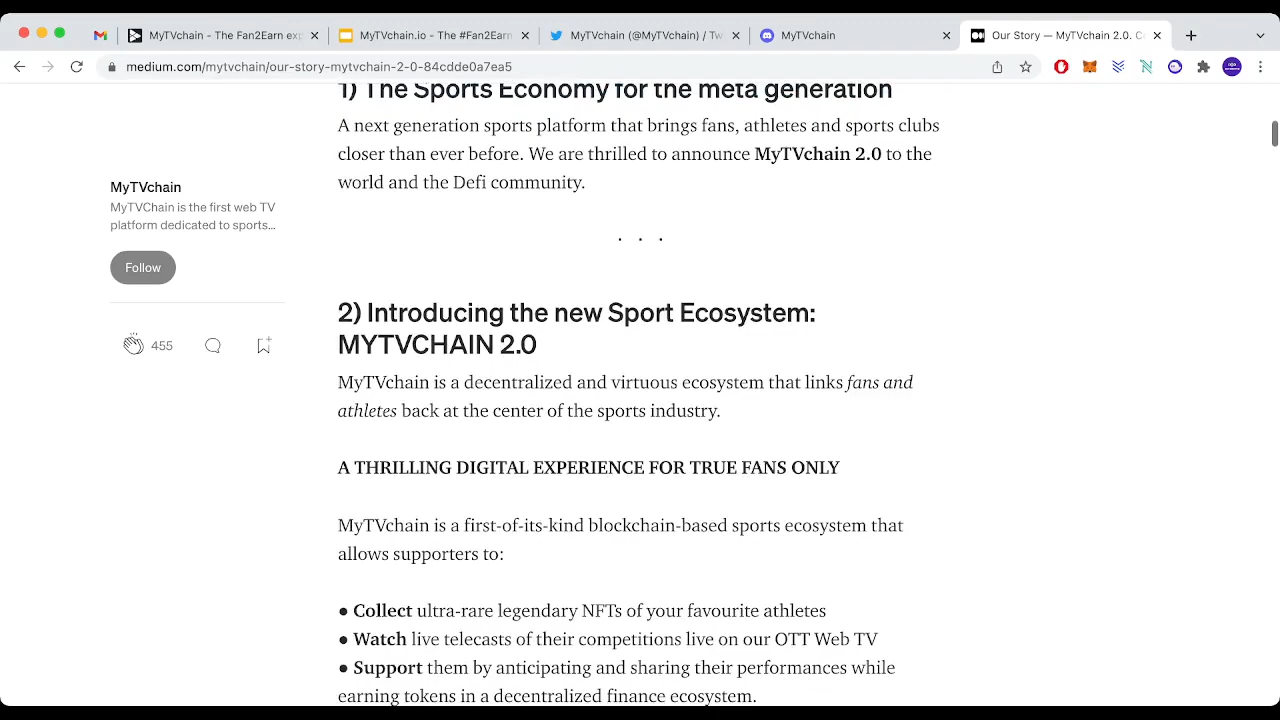 MyTVchain - The Fan2Earn exp
MyTVchain.io - The #Fan2Earn
MyTVchain (@MyTVchain) / Tw
MyTVchain
Our Story — MyTVchain 2.0. C
medium.com/mytvchain/our-story-mytvchain-2-0-84cdde0a7ea5
1) The Sports Economy for the meta generation
A next generation sports platform that brings fans, athletes and sports clubs
closer than ever before. We are thrilled to announce MyTVchain 2.0 to the
world and the Defi community.
MyTVchain
MyTVChain is the first web TV
platform dedicated to sports...
Follow
455
. . .
2) Introducing the new Sport Ecosystem:
MYTVCHAIN 2.0
MyTVchain is a decentralized and virtuous ecosystem that links fans and
athletes back at the center of the sports industry.
A THRILLING DIGITAL EXPERIENCE FOR TRUE FANS ONLY
MyTVchain is a first-of-its-kind blockchain-based sports ecosystem that
allows supporters to:
● Collect ultra-rare legendary NFTs of your favourite athletes
● Watch live telecasts of their competitions live on our OTT Web TV
● Support them by anticipating and sharing their performances while
earning tokens in a decentralized finance ecosystem.